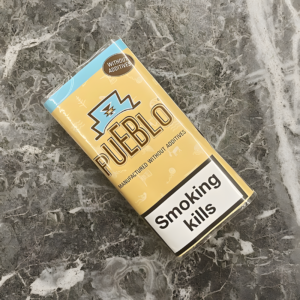 WITHOUT
ADDITIVES
PUEBLO
MANUFACTURED WITHOUT ADDITIVES
Smoking
kills